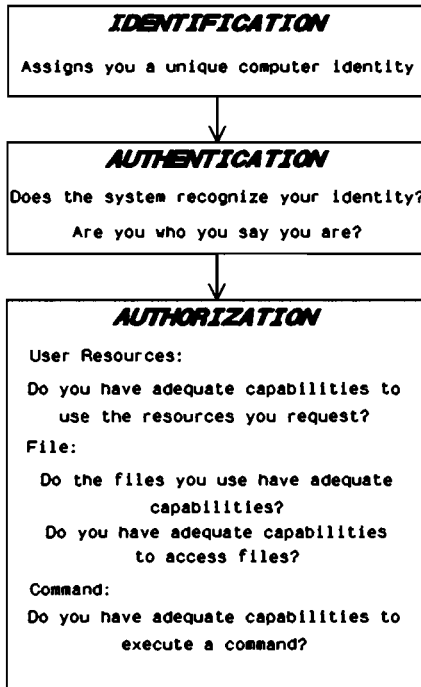 IDENTIFICATION
Assigns you a unique computer identity
AUTHENTICATION
Does the system recognize your identity?
Are you who you say you are?
AUTHORIZATION
User Resources:
Do you have adequate capabilities to
use the resources you request?
File:
Do the files you use have adequate
capabilities?
Do you have adequate capabilities
to access files?
Command:
Do you have adequate capabilities to
execute a command?